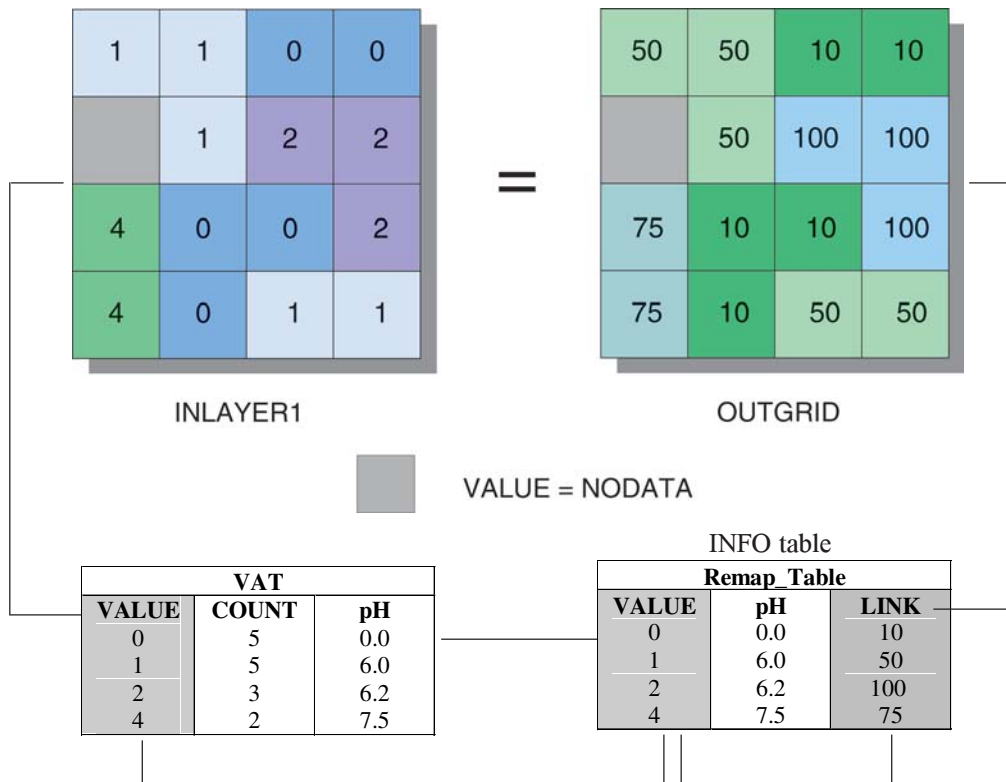 1 1 0 0
1 2 2
4 0 0 2
4 0 1 1
INLAYER1
=
50 50 10 10
50 100 100
75 10 10 100
75 10 50 50
OUTGRID
VALUE = NODATA
VAT
VALUE COUNT pH
0 5 0.0
1 5 6.0
2 3 6.2
4 2 7.5
INFO table
Remap_Table
VALUE pH LINK
0 0.0 10
1 6.0 50
2 6.2 100
4 7.5 75